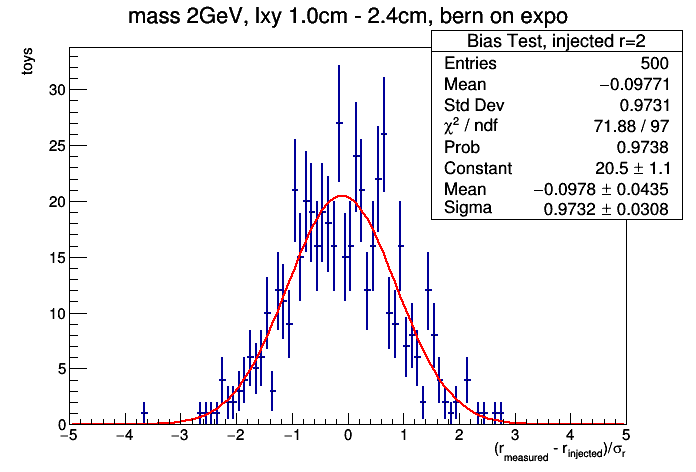 mass 2GeV, lxy 1.0cm - 2.4cm, bern on expo
Bias Test, injected r=2
Entries 500
Mean −0.09771
Std Dev 0.9731
χ² / ndf 71.88 / 97
Prob 0.9738
Constant 20.5 ± 1.1
Mean −0.0978 ± 0.0435
Sigma 0.9732 ± 0.0308
toys
30
25
20
15
10
5
0
−5 −4 −3 −2 −1 0 1 2 3 4 5
(r_measured - r_injected)/σ_r